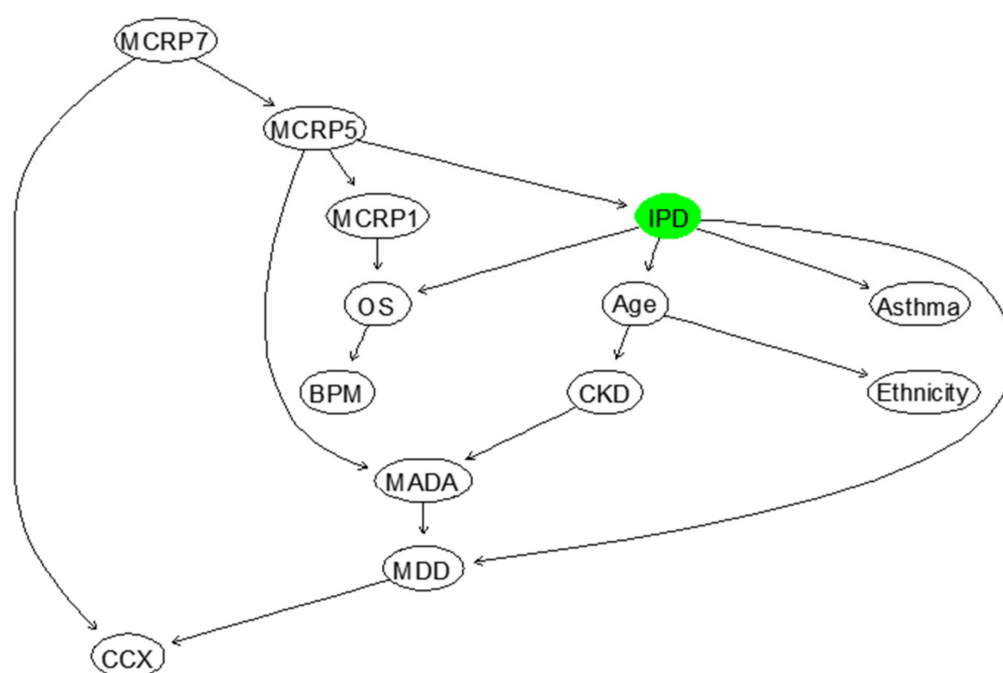 MCRP7
MCRP5
MCRP1
IPD
OS
Age
Asthma
BPM
CKD
Ethnicity
MADA
MDD
CCX